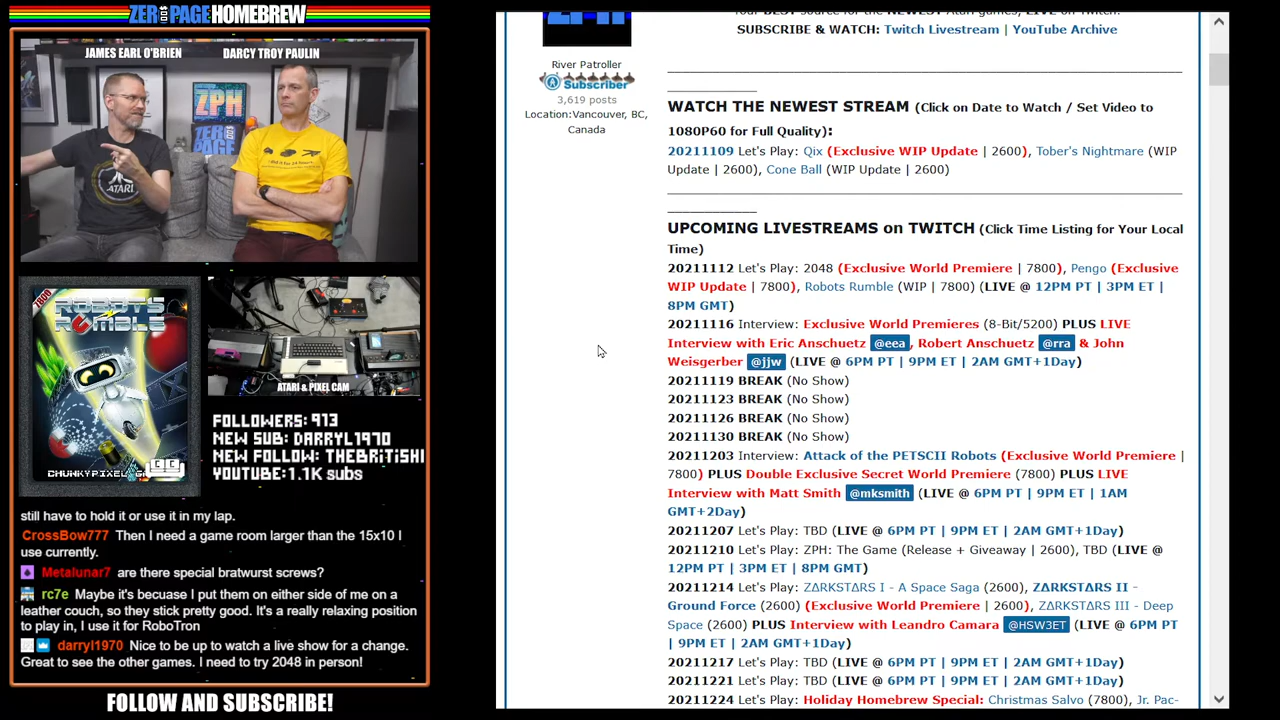 ZEROPAGEHOMEBREW
JAMES EARL O'BRIEN
DARCY TROY PAULIN
ZPH
ZERO
PAGE
ATARI
7800
ROBOTS
RUMBLE
CHUNKYPIXEL
ATARI & PIXEL CAM
FOLLOWERS: 913
NEW SUB: DARRYL1970
NEW FOLLOW: THEBRITISHI
YOUTUBE: 1.1K subs
still have to hold it or use it in my lap.
CrossBow777 Then I need a game room larger than the 15x10 I
use currently.
Metalunar7 are there special bratwurst screws?
rc7e Maybe it's becuase I put them on either side of me on a
leather couch, so they stick pretty good. It's a really relaxing position
to play in, I use it for RoboTron
darryl1970 Nice to be up to watch a live show for a change.
Great to see the other games. I need to try 2048 in person!
FOLLOW AND SUBSCRIBE!
River Patroller
Subscriber
3,619 posts
Location:Vancouver, BC,
Canada
SUBSCRIBE & WATCH: Twitch Livestream | YouTube Archive
WATCH THE NEWEST STREAM (Click on Date to Watch / Set Video to
1080P60 for Full Quality):
20211109 Let's Play: Qix (Exclusive WIP Update | 2600), Tober's Nightmare (WIP
Update | 2600), Cone Ball (WIP Update | 2600)
UPCOMING LIVESTREAMS on TWITCH (Click Time Listing for Your Local
Time)
20211112 Let's Play: 2048 (Exclusive World Premiere | 7800), Pengo (Exclusive
WIP Update | 7800), Robots Rumble (WIP | 7800) (LIVE @ 12PM PT | 3PM ET |
8PM GMT)
20211116 Interview: Exclusive World Premieres (8-Bit/5200) PLUS LIVE
Interview with Eric Anschuetz @eea, Robert Anschuetz @rra & John
Weisgerber @jjw (LIVE @ 6PM PT | 9PM ET | 2AM GMT+1Day)
20211119 BREAK (No Show)
20211123 BREAK (No Show)
20211126 BREAK (No Show)
20211130 BREAK (No Show)
20211203 Interview: Attack of the PETSCII Robots (Exclusive World Premiere |
7800) PLUS Double Exclusive Secret World Premiere (7800) PLUS LIVE
Interview with Matt Smith @mksmith (LIVE @ 6PM PT | 9PM ET | 1AM
GMT+2Day)
20211207 Let's Play: TBD (LIVE @ 6PM PT | 9PM ET | 2AM GMT+1Day)
20211210 Let's Play: ZPH: The Game (Release + Giveaway | 2600), TBD (LIVE @
12PM PT | 3PM ET | 8PM GMT)
20211214 Let's Play: ZΔRKSTΔRS I - A Space Saga (2600), ZΔRKSTΔRS II -
Ground Force (2600) (Exclusive World Premiere | 2600), ZΔRKSTΔRS III - Deep
Space (2600) PLUS Interview with Leandro Camara @HSW3ET (LIVE @ 6PM PT
| 9PM ET | 2AM GMT+1Day)
20211217 Let's Play: TBD (LIVE @ 6PM PT | 9PM ET | 2AM GMT+1Day)
20211221 Let's Play: TBD (LIVE @ 6PM PT | 9PM ET | 2AM GMT+1Day)
20211224 Let's Play: Holiday Homebrew Special: Christmas Salvo (7800), Jr. Pac-